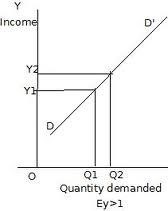 Y
Income
D'
Y2
Y1
D
O
Q1 Q2
Quantity demanded
Ey>1